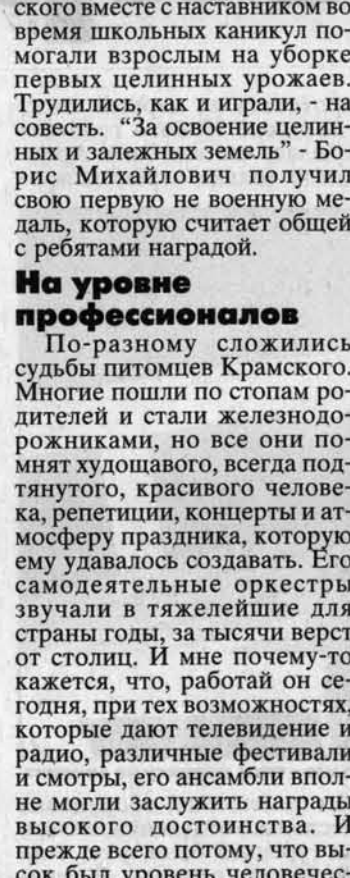 ского вместе с наставником во
время школьных каникул по-
могали взрослым на уборке
первых целинных урожаев.
Трудились, как и играли, - на
совесть. “За освоение целин-
ных и залежных земель” - Бо-
рис Михайлович получил
свою первую не военную ме-
даль, которую считает общей
с ребятами наградой.
На уровне
профессионалов
По-разному сложились
судьбы питомцев Крамского.
Многие пошли по стопам ро-
дителей и стали железнодо-
рожниками, но все они по-
мнят худощавого, всегда под-
тянутого, красивого челове-
ка, репетиции, концерты и ат-
мосферу праздника, которую
ему удавалось создавать. Его
самодеятельные оркестры
звучали в тяжелейшие для
страны годы, за тысячи верст
от столиц. И мне почему-то
кажется, что, работай он се-
годня, при тех возможностях,
которые дают телевидение и
радио, различные фестивали
и смотры, его ансамбли впол-
не могли заслужить награды
высокого достоинства. И
прежде всего потому, что вы-
сок был уровень человечес-